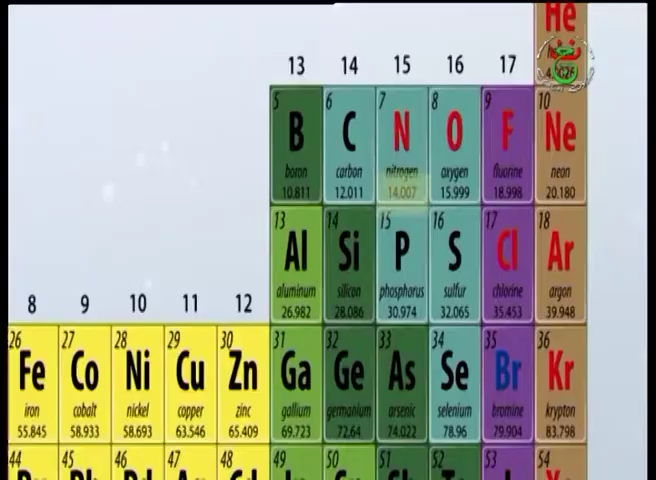 He
4.0026
13 14 15 16 17
5 6 7 8 9 10
B C N O F Ne
boron carbon nitrogen oxygen fluorine neon
10.811 12.011 14.007 15.999 18.998 20.180
13 14 15 16 17 18
Al Si P S Cl Ar
aluminum silicon phosphorus sulfur chlorine argon
26.982 28.086 30.974 32.065 35.453 39.948
8 9 10 11 12
26 27 28 29 30 31 32 33 34 35 36
Fe Co Ni Cu Zn Ga Ge As Se Br Kr
iron cobalt nickel copper zinc gallium germanium arsenic selenium bromine krypton
55.845 58.933 58.693 63.546 65.409 69.723 72.64 74.022 78.96 79.904 83.798
44 45 46 47 48 49 50 51 52 53 54